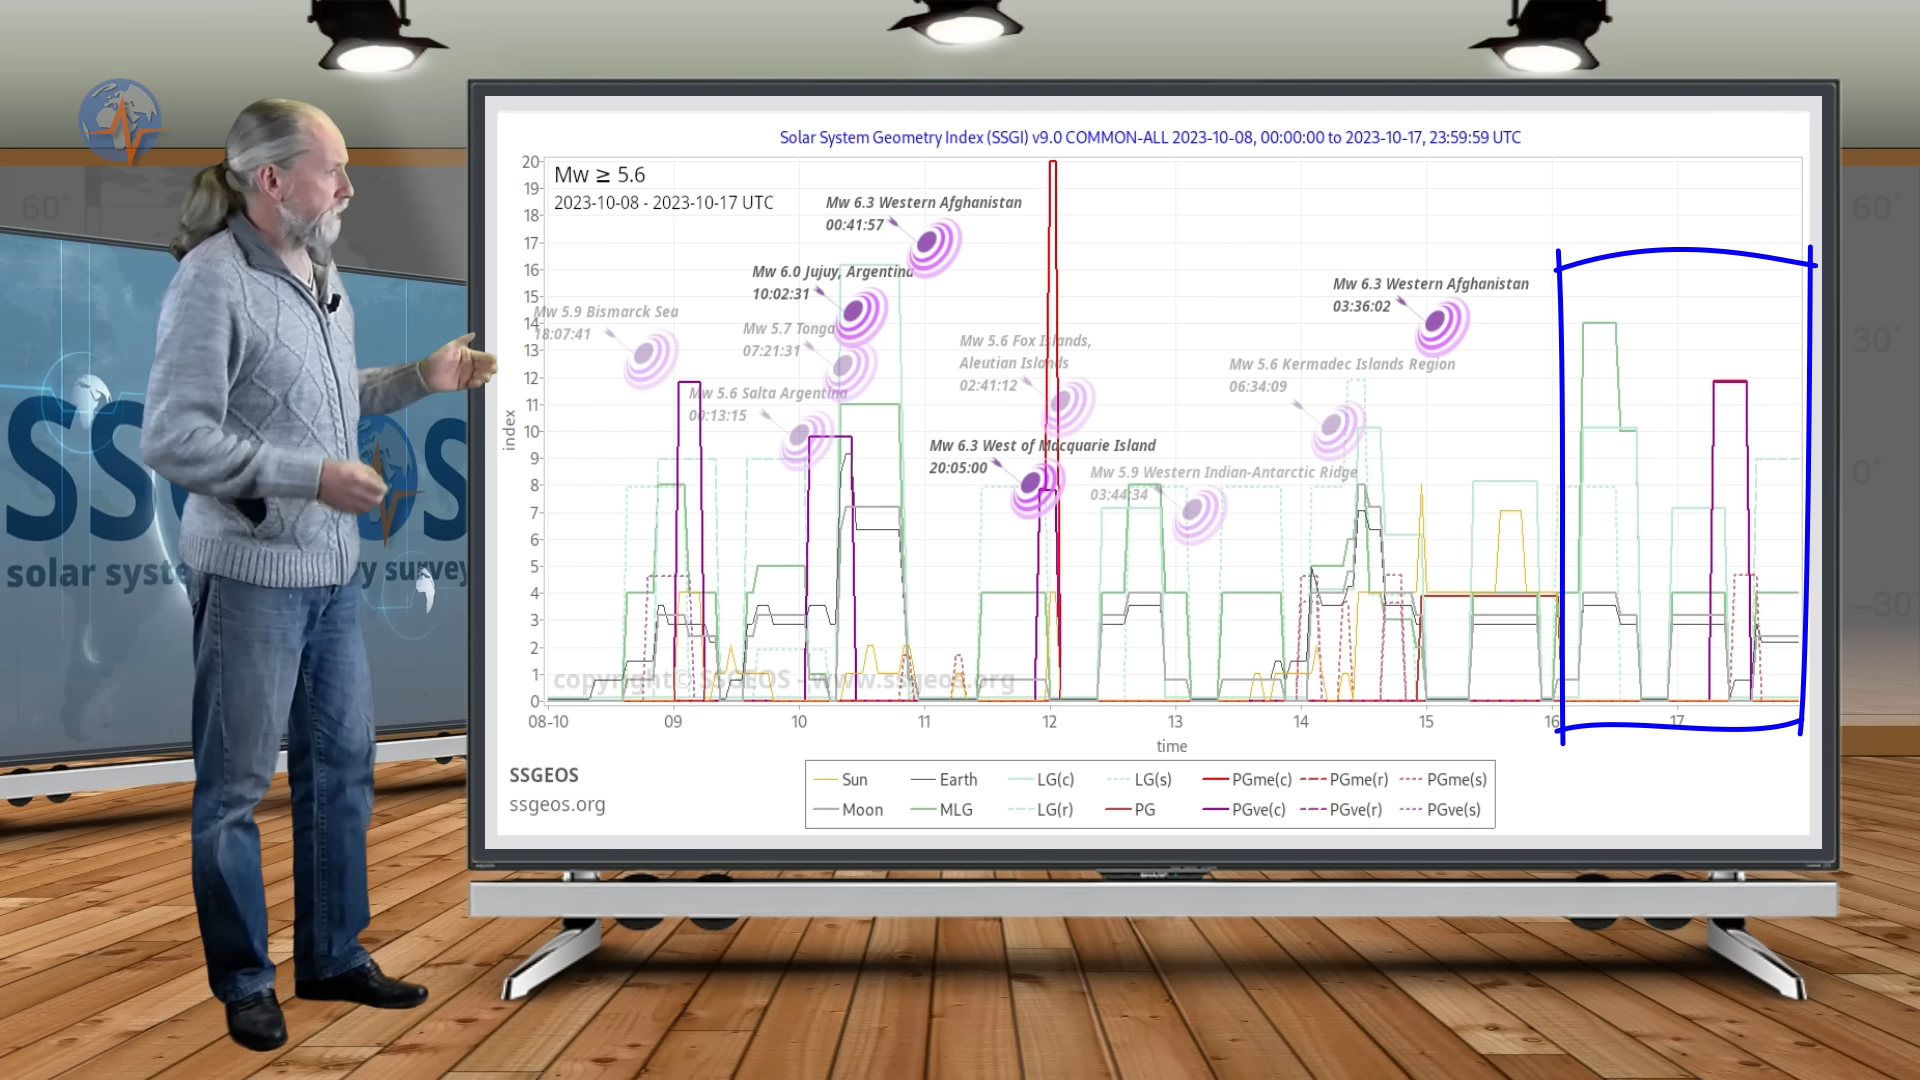 Solar System Geometry Index (SSGI) v9.0 COMMON-ALL 2023-10-08, 00:00:00 to 2023-10-17, 23:59:59 UTC
Mw ≥ 5.6
2023-10-08 - 2023-10-17 UTC
Mw 6.3 Western Afghanistan
00:41:57
Mw 6.0 Jujuy, Argentina
10:02:31
Mw 5.9 Bismarck Sea
18:07:41
Mw 5.7 Tonga
07:21:31
Mw 5.6 Salta Argentina
00:13:15
Mw 5.6 Fox Islands,
Aleutian Islands
02:41:12
Mw 6.3 West of Macquarie Island
20:05:00
Mw 5.9 Western Indian-Antarctic Ridge
03:44:34
Mw 5.6 Kermadec Islands Region
06:34:09
Mw 6.3 Western Afghanistan
03:36:02
20
19
18
17
16
15
14
13
12
11
10
9
8
7
6
5
4
3
2
1
0
index
copyright© SSGEOS - www.ssgeos.org
08-10 09 10 11 12 13 14 15 16 17
time
SSGEOS
ssgeos.org
Sun Earth LG(c) LG(s) PGme(c) PGme(r) PGme(s)
Moon MLG LG(r) PG PGve(c) PGve(r) PGve(s)
60°
60°
30°
0°
-30°